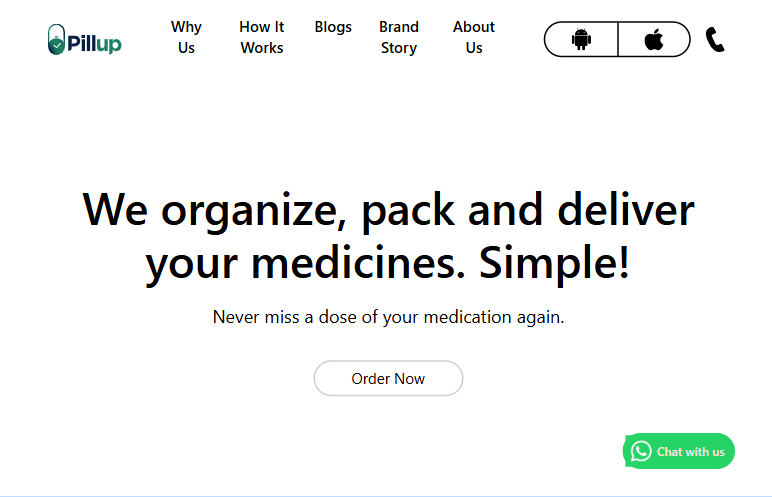 Pillup
Why
Us
How It
Works
Blogs
Brand
Story
About
Us
We organize, pack and deliver
your medicines. Simple!
Never miss a dose of your medication again.
Order Now
Chat with us